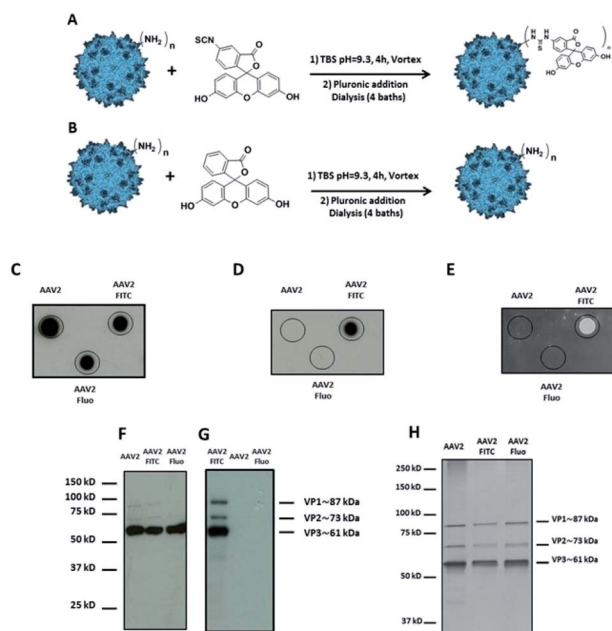 A
(NH2)n
+
SCN
O
O
HO
O
OH
1) TBS pH=9.3, 4h, Vortex
2) Pluronic addition
Dialysis (4 baths)
H H
N N
O
O
HO
O
OH
n
B
(NH2)n
+
O
O
HO
O
OH
1) TBS pH=9.3, 4h, Vortex
2) Pluronic addition
Dialysis (4 baths)
(NH2)n
C
AAV2
AAV2
FITC
AAV2
Fluo
D
AAV2
AAV2
FITC
AAV2
Fluo
E
AAV2
AAV2
FITC
AAV2
Fluo
F
AAV2
AAV2
FITC
AAV2
Fluo
150 kD
100 kD
75 kD
50 kD
37 kD
25 kD
G
AAV2
FITC
AAV2
AAV2
Fluo
VP1~87 kDa
VP2~73 kDa
VP3~61 kDa
H
AAV2
AAV2
FITC
AAV2
Fluo
250 kD
150 kD
100 kD
75 kD
50 kD
37 kD
VP1~87 kDa
VP2~73 kDa
VP3~61 kDa